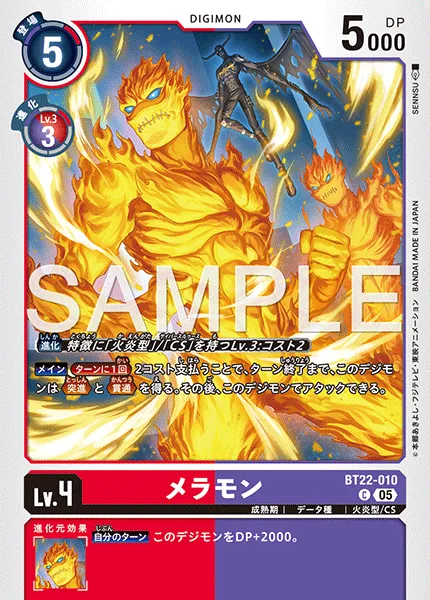 登場
5
DIGIMON
5000
DP
進化
Lv.3
3
SENNSU
SAMPLE
進化 特徴に「火炎型」/「CS」を持つLv.3:コスト2
メイン ターンに1回 2コスト支払うことで、ターン終了まで、このデジモ
ンは 突進 と 貫通 を得る。その後、このデジモンでアタックできる。
©本郷あきよし・フジテレビ・東映アニメーション BANDAI MADE IN JAPAN
Lv.4
メラモン
BT22-010
C 05
成熟期 | データ種 | 火炎型/CS
進化元効果
自分のターン このデジモンをDP+2000。